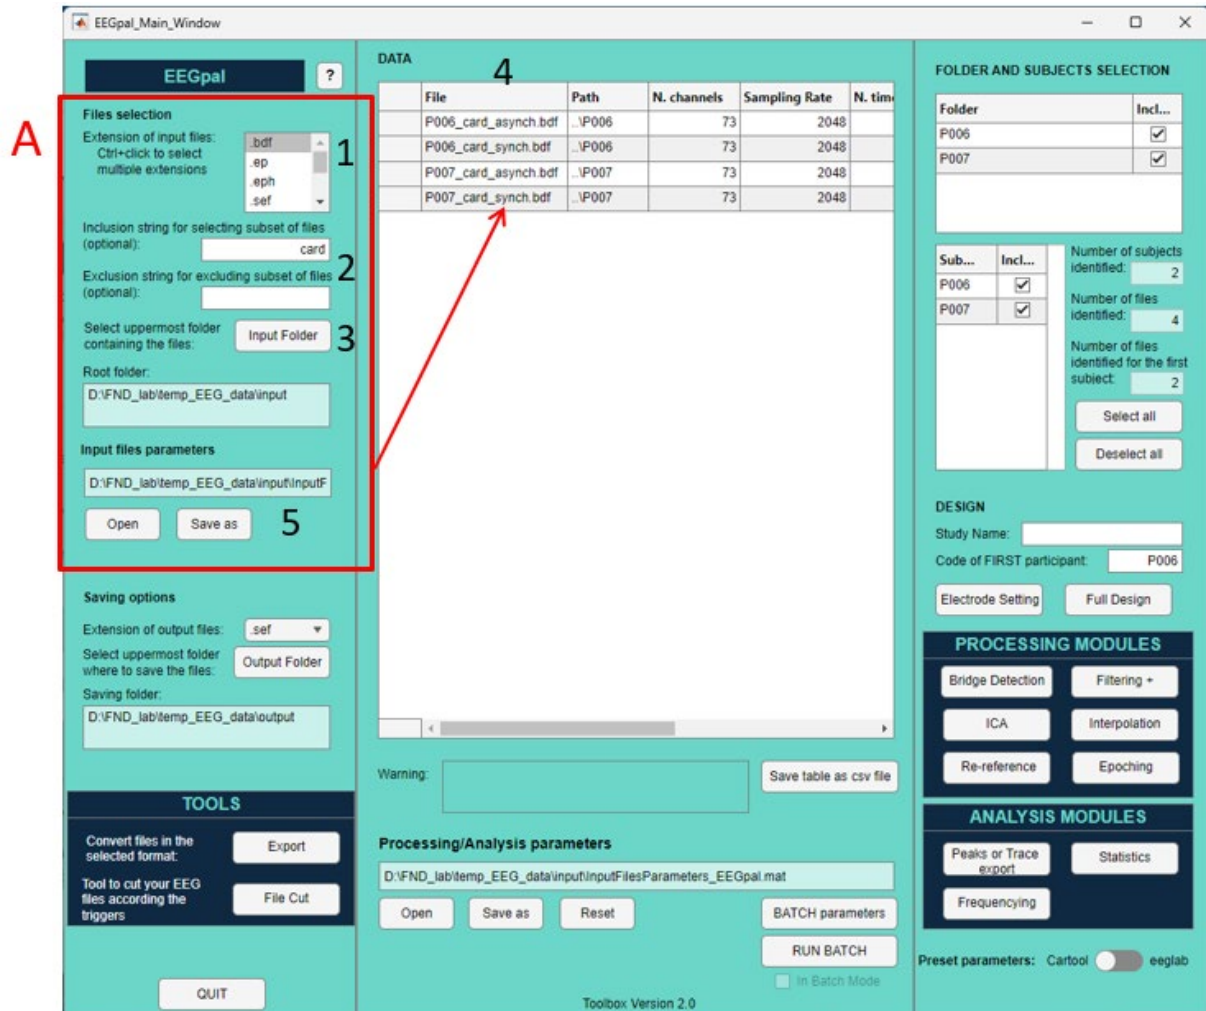 EEGpal_Main_Window
A
EEGpal
?
Files selection
Extension of input files:
Ctrl+click to select
multiple extensions
.bdf
.ep
.eph
.sef
1
Inclusion string for selecting subset of files
(optional):
card
2
Exclusion string for excluding subset of files
(optional):
Select uppermost folder
containing the files:
Input Folder
3
Root folder:
D:\FND_lab\temp_EEG_data\input
Input files parameters
D:\FND_lab\temp_EEG_data\input\InputF
Open
Save as
5
Saving options
Extension of output files:
.sef
Select uppermost folder
where to save the files:
Output Folder
Saving folder:
D:\FND_lab\temp_EEG_data\output
TOOLS
Convert files in the
selected format:
Export
Tool to cut your EEG
files according the
triggers
File Cut
QUIT
DATA
4
File Path N. channels Sampling Rate N. tim
P006_card_asynch.bdf ..\P006 73 2048
P006_card_synch.bdf ..\P006 73 2048
P007_card_asynch.bdf ..\P007 73 2048
P007_card_synch.bdf ..\P007 73 2048
Warning:
Save table as csv file
Processing/Analysis parameters
D:\FND_lab\temp_EEG_data\input\InputFilesParameters_EEGpal.mat
Open
Save as
Reset
BATCH parameters
RUN BATCH
In Batch Mode
Toolbox Version 2.0
FOLDER AND SUBJECTS SELECTION
Folder Incl...
P006
P007
Sub... Incl...
P006
P007
Number of subjects
identified: 2
Number of files
identified: 4
Number of files
identified for the first
subject: 2
Select all
Deselect all
DESIGN
Study Name:
Code of FIRST participant: P006
Electrode Setting
Full Design
PROCESSING MODULES
Bridge Detection
Filtering +
ICA
Interpolation
Re-reference
Epoching
ANALYSIS MODULES
Peaks or Trace
export
Statistics
Frequencying
Preset parameters: Cartool eeglab